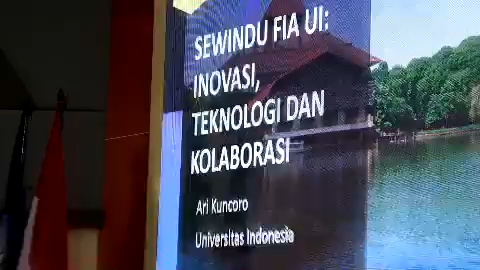 SEWINDU FIA UI:
INOVASI,
TEKNOLOGI DAN
KOLABORASI
Ari Kuncoro
Universitas Indonesia